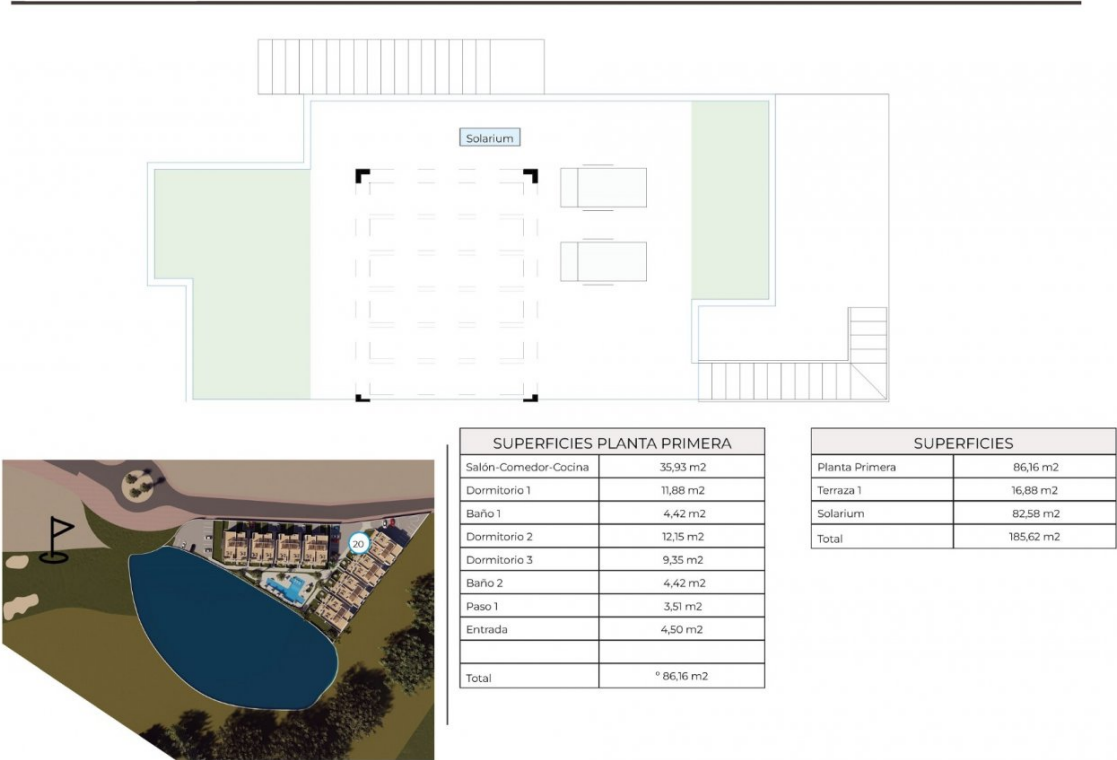 Solarium
SUPERFICIES PLANTA PRIMERA
Salón-Comedor-Cocina 35,93 m2
Dormitorio 1 11,88 m2
Baño 1 4,42 m2
Dormitorio 2 12,15 m2
Dormitorio 3 9,35 m2
Baño 2 4,42 m2
Paso 1 3,51 m2
Entrada 4,50 m2
Total ° 86,16 m2
SUPERFICIES
Planta Primera 86,16 m2
Terraza 1 16,88 m2
Solarium 82,58 m2
Total 185,62 m2
20